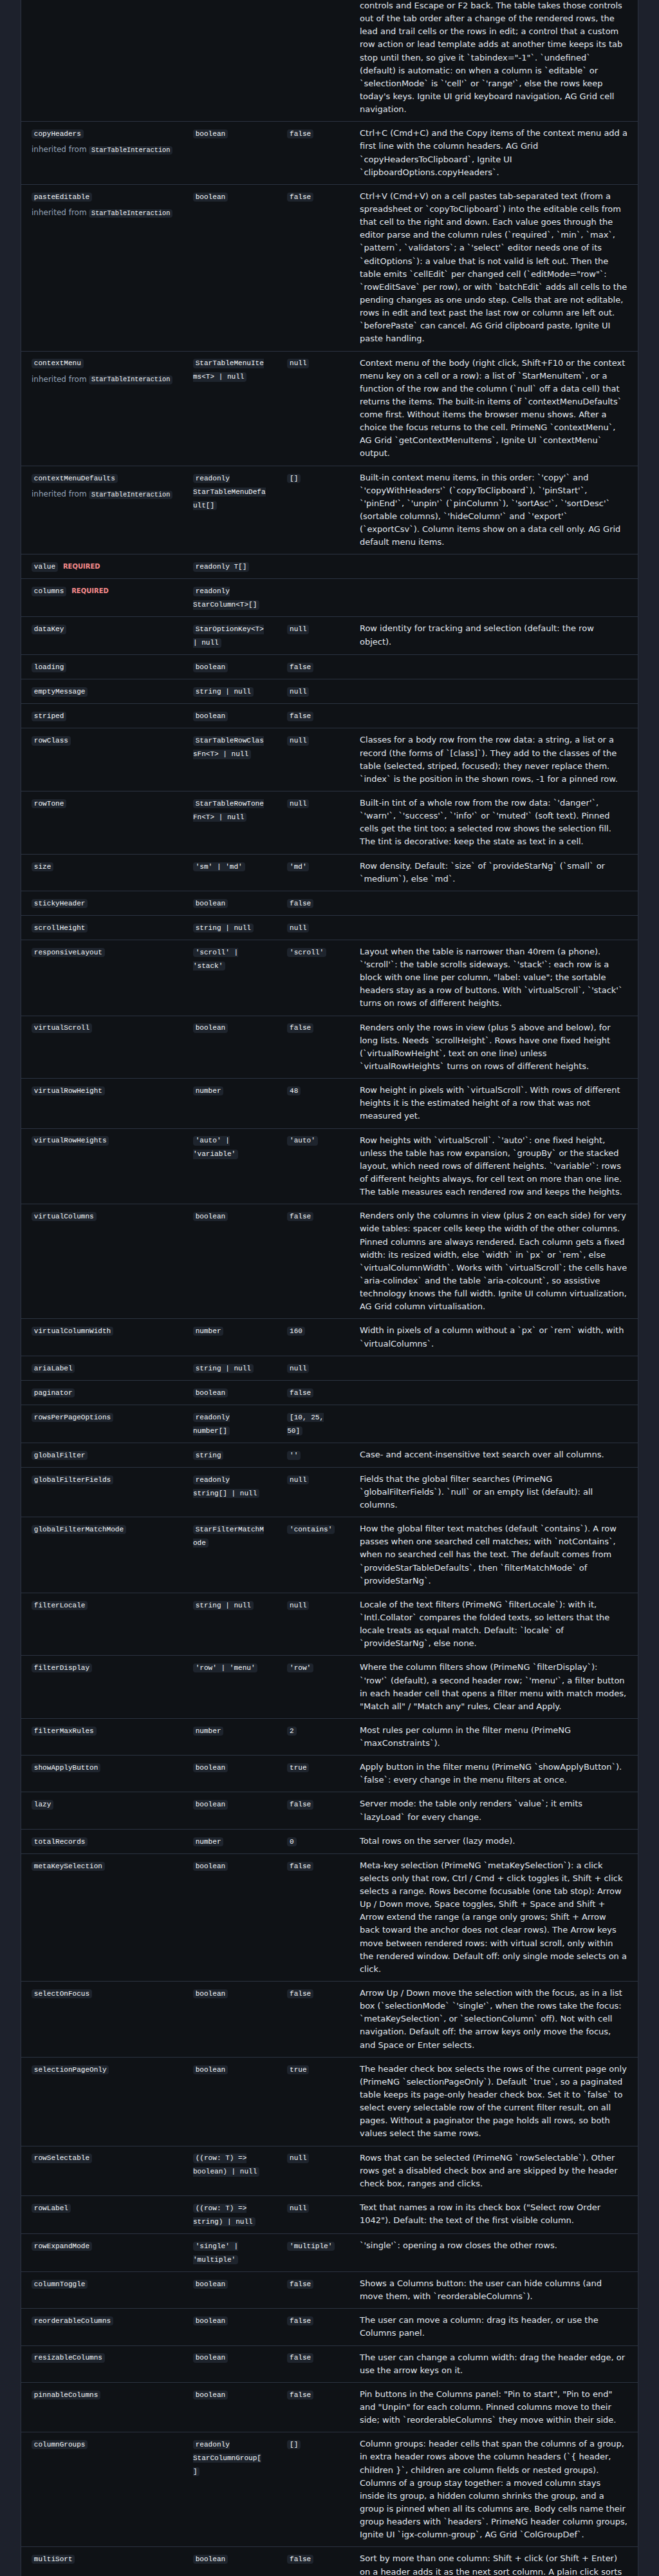 controls and Escape or F2 back. The table takes those controls
out of the tab order after a change of the rendered rows, the
lead and trail cells or the rows in edit; a control that a custom
row action or lead template adds at another time keeps its tab
stop until then, so give it `tabindex="-1"`. `undefined`
(default) is automatic: on when a column is `editable` or
`selectionMode` is `'cell'` or `'range'`, else the rows keep
today's keys. Ignite UI grid keyboard navigation, AG Grid cell
navigation.
copyHeaders boolean false Ctrl+C (Cmd+C) and the Copy items of the context menu add a
inherited from StarTableInteraction first line with the column headers. AG Grid
`copyHeadersToClipboard`, Ignite UI
`clipboardOptions.copyHeaders`.
pasteEditable boolean false Ctrl+V (Cmd+V) on a cell pastes tab-separated text (from a
inherited from StarTableInteraction spreadsheet or `copyToClipboard`) into the editable cells from
that cell to the right and down. Each value goes through the
editor parse and the column rules (`required`, `min`, `max`,
`pattern`, `validators`; a `'select'` editor needs one of its
`editOptions`): a value that is not valid is left out. Then the
table emits `cellEdit` per changed cell (`editMode="row"`:
`rowEditSave` per row), or with `batchEdit` adds all cells to the
pending changes as one undo step. Cells that are not editable,
rows in edit and text past the last row or column are left out.
`beforePaste` can cancel. AG Grid clipboard paste, Ignite UI
paste handling.
contextMenu StarTableMenuIte null Context menu of the body (right click, Shift+F10 or the context
ms<T> | null menu key on a cell or a row): a list of `StarMenuItem`, or a
inherited from StarTableInteraction function of the row and the column (`null` off a data cell) that
returns the items. The built-in items of `contextMenuDefaults`
come first. Without items the browser menu shows. After a
choice the focus returns to the cell. PrimeNG `contextMenu`,
AG Grid `getContextMenuItems`, Ignite UI `contextMenu`
output.
contextMenuDefaults readonly [] Built-in context menu items, in this order: `'copy'` and
inherited from StarTableInteraction StarTableMenuDefa `'copyWithHeaders'` (`copyToClipboard`), `'pinStart'`,
ult[] `'pinEnd'`, `'unpin'` (`pinColumn`), `'sortAsc'`, `'sortDesc'`
(sortable columns), `'hideColumn'` and `'export'`
(`exportCsv`). Column items show on a data cell only. AG Grid
default menu items.
value REQUIRED readonly T[]
columns REQUIRED readonly
StarColumn<T>[]
dataKey StarOptionKey<T> null Row identity for tracking and selection (default: the row
| null object).
loading boolean false
emptyMessage string | null null
striped boolean false
rowClass StarTableRowClas null Classes for a body row from the row data: a string, a list or a
sFn<T> | null record (the forms of `[class]`). They add to the classes of the
table (selected, striped, focused); they never replace them.
`index` is the position in the shown rows, -1 for a pinned row.
rowTone StarTableRowTone null Built-in tint of a whole row from the row data: `'danger'`,
Fn<T> | null `'warn'`, `'success'`, `'info'` or `'muted'` (soft text). Pinned
cells get the tint too; a selected row shows the selection fill.
The tint is decorative: keep the state as text in a cell.
size 'sm' | 'md' 'md' Row density. Default: `size` of `provideStarNg` (`small` or
`medium`), else `md`.
stickyHeader boolean false
scrollHeight string | null null
responsiveLayout 'scroll' | 'scroll' Layout when the table is narrower than 40rem (a phone).
'stack' `'scroll'`: the table scrolls sideways. `'stack'`: each row is a
block with one line per column, "label: value"; the sortable
headers stay as a row of buttons. With `virtualScroll`, `'stack'`
turns on rows of different heights.
virtualScroll boolean false Renders only the rows in view (plus 5 above and below), for
long lists. Needs `scrollHeight`. Rows have one fixed height
(`virtualRowHeight`, text on one line) unless
`virtualRowHeights` turns on rows of different heights.
virtualRowHeight number 48 Row height in pixels with `virtualScroll`. With rows of different
heights it is the estimated height of a row that was not
measured yet.
virtualRowHeights 'auto' | 'auto' Row heights with `virtualScroll`. `'auto'`: one fixed height,
'variable' unless the table has row expansion, `groupBy` or the stacked
layout, which need rows of different heights. `'variable'`: rows
of different heights always, for cell text on more than one line.
The table measures each rendered row and keeps the heights.
virtualColumns boolean false Renders only the columns in view (plus 2 on each side) for very
wide tables: spacer cells keep the width of the other columns.
Pinned columns are always rendered. Each column gets a fixed
width: its resized width, else `width` in `px` or `rem`, else
`virtualColumnWidth`. Works with `virtualScroll`; the cells have
`aria-colindex` and the table `aria-colcount`, so assistive
technology knows the full width. Ignite UI column virtualization,
AG Grid column virtualisation.
virtualColumnWidth number 160 Width in pixels of a column without a `px` or `rem` width, with
`virtualColumns`.
ariaLabel string | null null
paginator boolean false
rowsPerPageOptions readonly [10, 25,
number[] 50]
globalFilter string '' Case- and accent-insensitive text search over all columns.
globalFilterFields readonly null Fields that the global filter searches (PrimeNG
string[] | null `globalFilterFields`). `null` or an empty list (default): all
columns.
globalFilterMatchMode StarFilterMatchM 'contains' How the global filter text matches (default `contains`). A row
ode passes when one searched cell matches; with `notContains`,
when no searched cell has the text. The default comes from
`provideStarTableDefaults`, then `filterMatchMode` of
`provideStarNg`.
filterLocale string | null null Locale of the text filters (PrimeNG `filterLocale`): with it,
`Intl.Collator` compares the folded texts, so letters that the
locale treats as equal match. Default: `locale` of
`provideStarNg`, else none.
filterDisplay 'row' | 'menu' 'row' Where the column filters show (PrimeNG `filterDisplay`):
`'row'` (default), a second header row; `'menu'`, a filter button
in each header cell that opens a filter menu with match modes,
"Match all" / "Match any" rules, Clear and Apply.
filterMaxRules number 2 Most rules per column in the filter menu (PrimeNG
`maxConstraints`).
showApplyButton boolean true Apply button in the filter menu (PrimeNG `showApplyButton`).
`false`: every change in the menu filters at once.
lazy boolean false Server mode: the table only renders `value`; it emits
`lazyLoad` for every change.
totalRecords number 0 Total rows on the server (lazy mode).
metaKeySelection boolean false Meta-key selection (PrimeNG `metaKeySelection`): a click
selects only that row, Ctrl / Cmd + click toggles it, Shift + click
selects a range. Rows become focusable (one tab stop): Arrow
Up / Down move, Space toggles, Shift + Space and Shift +
Arrow extend the range (a range only grows; Shift + Arrow
back toward the anchor does not clear rows). The Arrow keys
move between rendered rows: with virtual scroll, only within
the rendered window. Default off: only single mode selects on a
click.
selectOnFocus boolean false Arrow Up / Down move the selection with the focus, as in a list
box (`selectionMode` `'single'`, when the rows take the focus:
`metaKeySelection`, or `selectionColumn` off). Not with cell
navigation. Default off: the arrow keys only move the focus,
and Space or Enter selects.
selectionPageOnly boolean true The header check box selects the rows of the current page only
(PrimeNG `selectionPageOnly`). Default `true`, so a paginated
table keeps its page-only header check box. Set it to `false` to
select every selectable row of the current filter result, on all
pages. Without a paginator the page holds all rows, so both
values select the same rows.
rowSelectable ((row: T) => null Rows that can be selected (PrimeNG `rowSelectable`). Other
boolean) | null rows get a disabled check box and are skipped by the header
check box, ranges and clicks.
rowLabel ((row: T) => null Text that names a row in its check box ("Select row Order
string) | null 1042"). Default: the text of the first visible column.
rowExpandMode 'single' | 'multiple' `'single'`: opening a row closes the other rows.
'multiple'
columnToggle boolean false Shows a Columns button: the user can hide columns (and
move them, with `reorderableColumns`).
reorderableColumns boolean false The user can move a column: drag its header, or use the
Columns panel.
resizableColumns boolean false The user can change a column width: drag the header edge, or
use the arrow keys on it.
pinnableColumns boolean false Pin buttons in the Columns panel: "Pin to start", "Pin to end"
and "Unpin" for each column. Pinned columns move to their
side; with `reorderableColumns` they move within their side.
columnGroups readonly [] Column groups: header cells that span the columns of a group,
StarColumnGroup[ in extra header rows above the column headers (`{ header,
] children }`, children are column fields or nested groups).
Columns of a group stay together: a moved column stays
inside its group, a hidden column shrinks the group, and a
group is pinned when all its columns are. Body cells name their
group headers with `headers`. PrimeNG header column groups,
Ignite UI `igx-column-group`, AG Grid `ColGroupDef`.
multiSort boolean false Sort by more than one column: Shift + click (or Shift + Enter)
on a header adds it as the next sort column. A plain click sorts